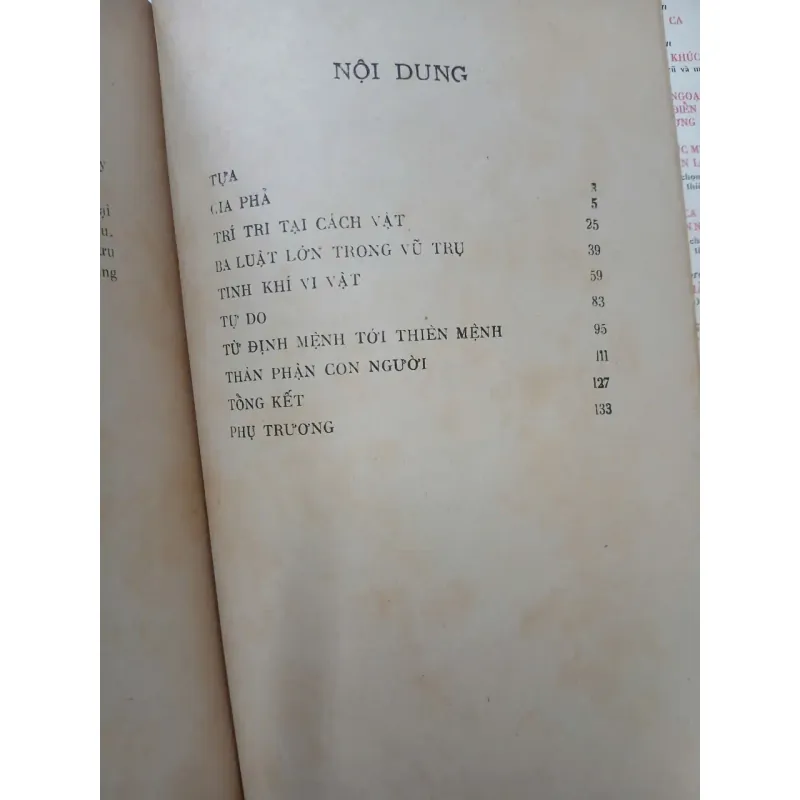 NỘI DUNG
TỰA 3
GIA PHẢ 5
TRÍ TRI TẠI CÁCH VẬT 25
BA LUẬT LỚN TRONG VŨ TRỤ 39
TINH KHÍ VI VẬT 59
TỰ DO 83
TỪ ĐỊNH MỆNH TỚI THIÊN MỆNH 95
THÂN PHẬN CON NGƯỜI 111
TỔNG KẾT 127
PHỤ TRƯƠNG 133
CA
KHÚC